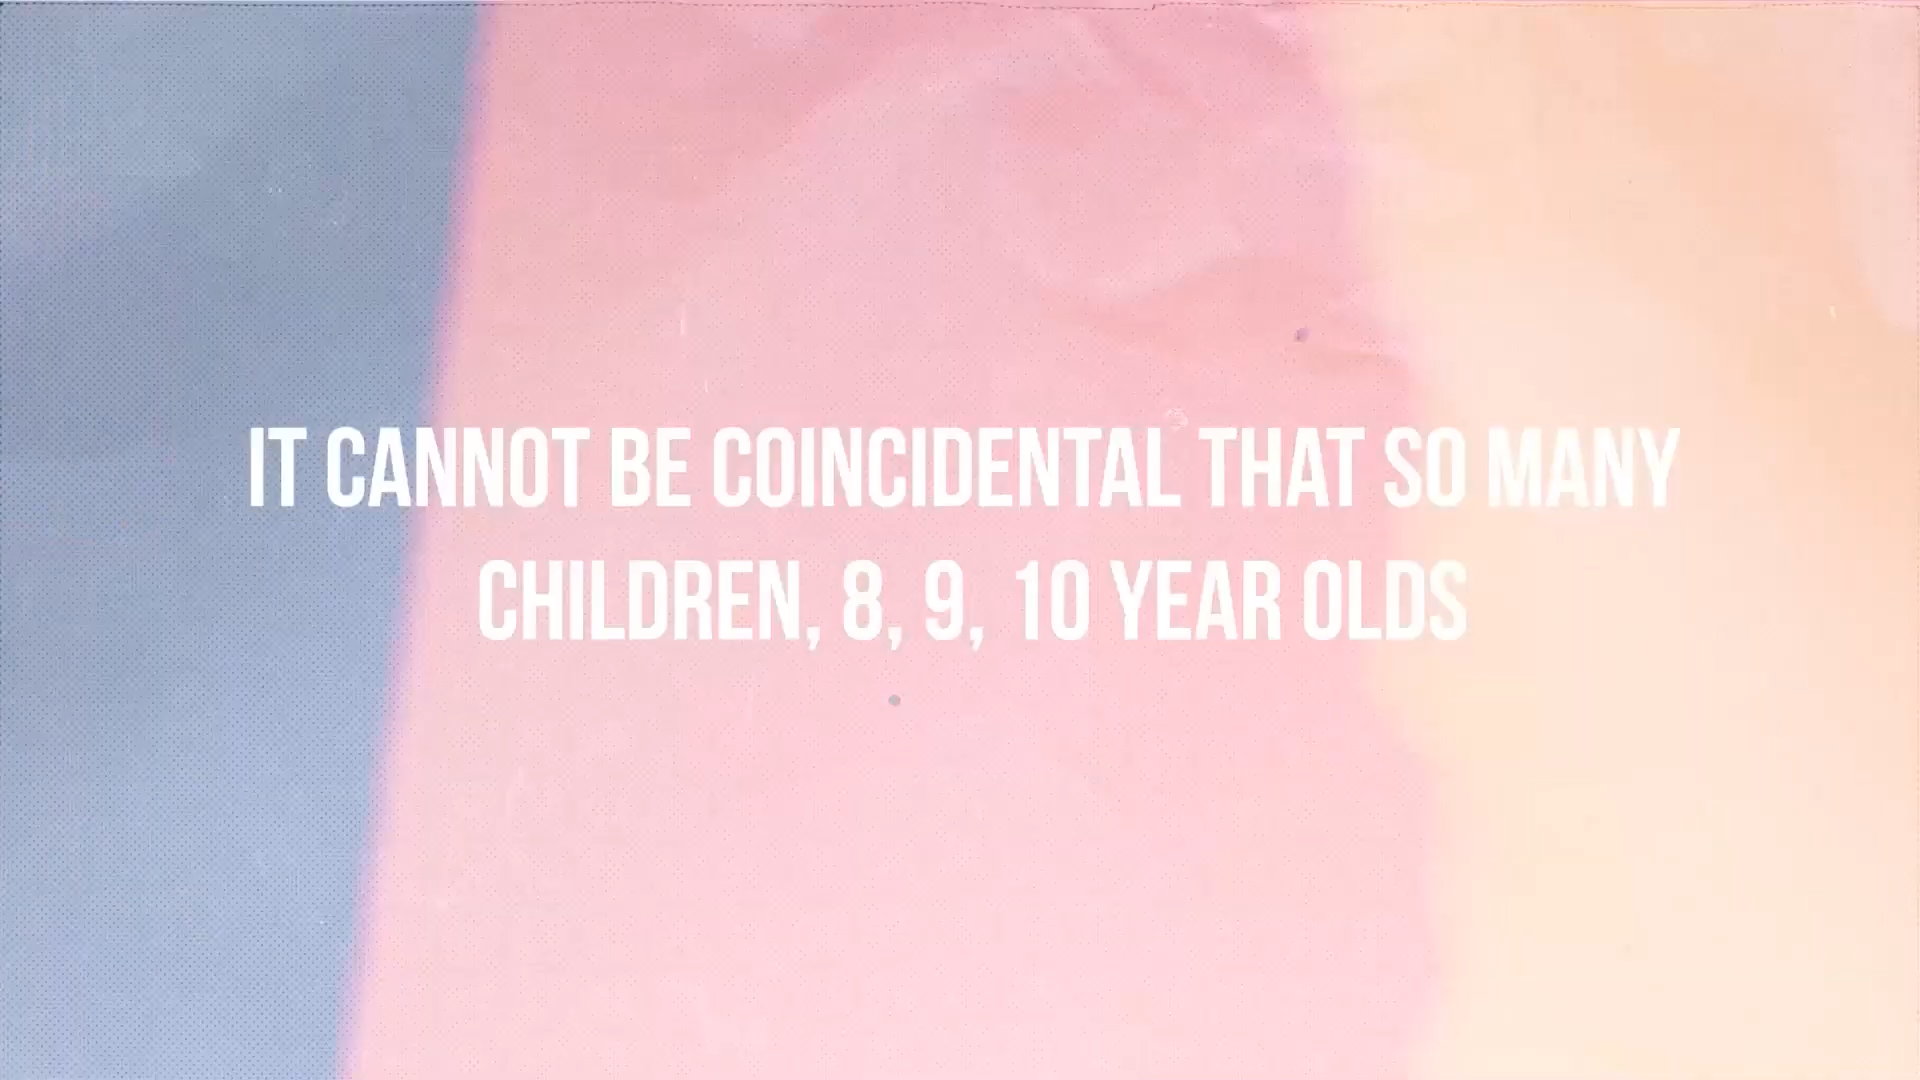 IT CANNOT BE COINCIDENTAL THAT SO MANY
CHILDREN, 8, 9, 10 YEAR OLDS